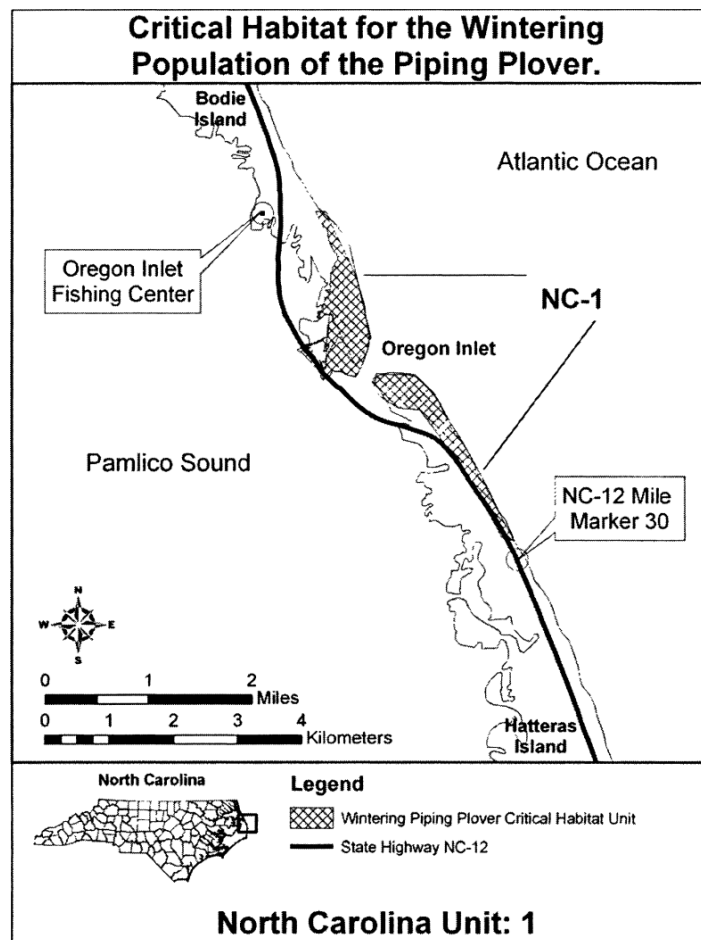 Critical Habitat for the Wintering
Population of the Piping Plover.
Bodie
Island
Atlantic Ocean
Oregon Inlet
Fishing Center
NC-1
Oregon Inlet
Pamlico Sound
NC-12 Mile
Marker 30
N
W E
S
0 1 2
Miles
0 1 2 3 4
Kilometers
Hatteras
Island
North Carolina
Legend
Wintering Piping Plover Critical Habitat Unit
State Highway NC-12
North Carolina Unit: 1